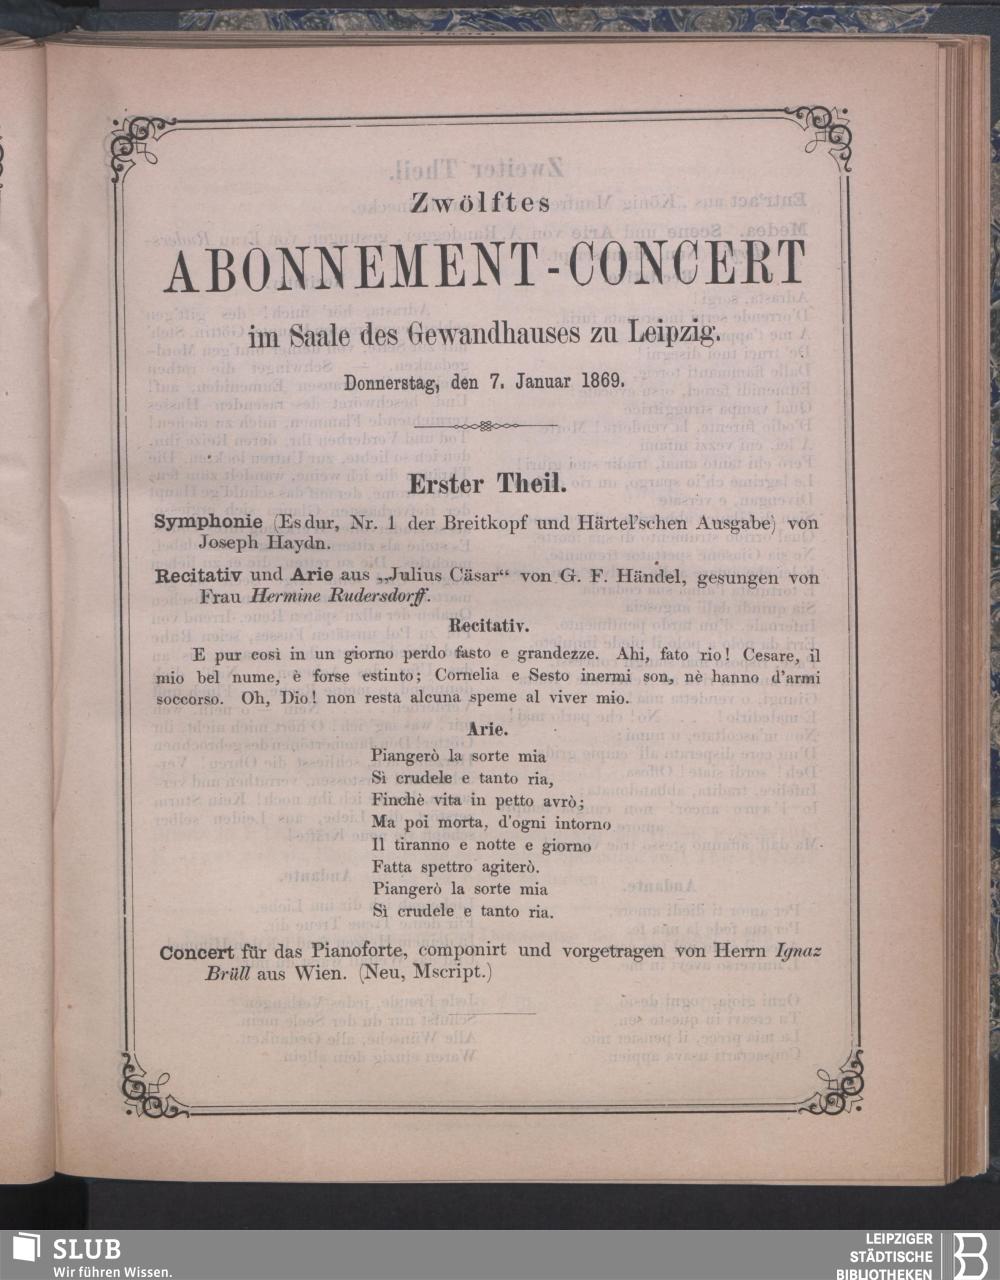 Zwölftes
ABONNEMENT-CONCERT
im Saale des Gewandhauses zu Leipzig.
Donnerstag, den 7. Januar 1869.
Erster Theil.
Symphonie (Es dur, Nr. 1 der Breitkopf und Härtel'schen Ausgabe) von
Joseph Haydn.
Recitativ und Arie aus „Julius Cäsar“ von G. F. Händel, gesungen von
Frau Hermine Rudersdorff.
Recitativ.
E pur così in un giorno perdo fasto e grandezze. Ahi, fato rio! Cesare, il
mio bel nume, è forse estinto; Cornelia e Sesto inermi son, nè hanno d'armi
soccorso. Oh, Dio! non resta alcuna speme al viver mio.
Arie.
Piangerò la sorte mia
Sì crudele e tanto ria,
Finchè vita in petto avrò;
Ma poi morta, d'ogni intorno
Il tiranno e notte e giorno
Fatta spettro agiterò.
Piangerò la sorte mia
Sì crudele e tanto ria.
Concert für das Pianoforte, componirt und vorgetragen von Herrn Ignaz
Brüll aus Wien. (Neu, Mscript.)
SLUB
Wir führen Wissen.
LEIPZIGER
STÄDTISCHE
BIBLIOTHEKEN